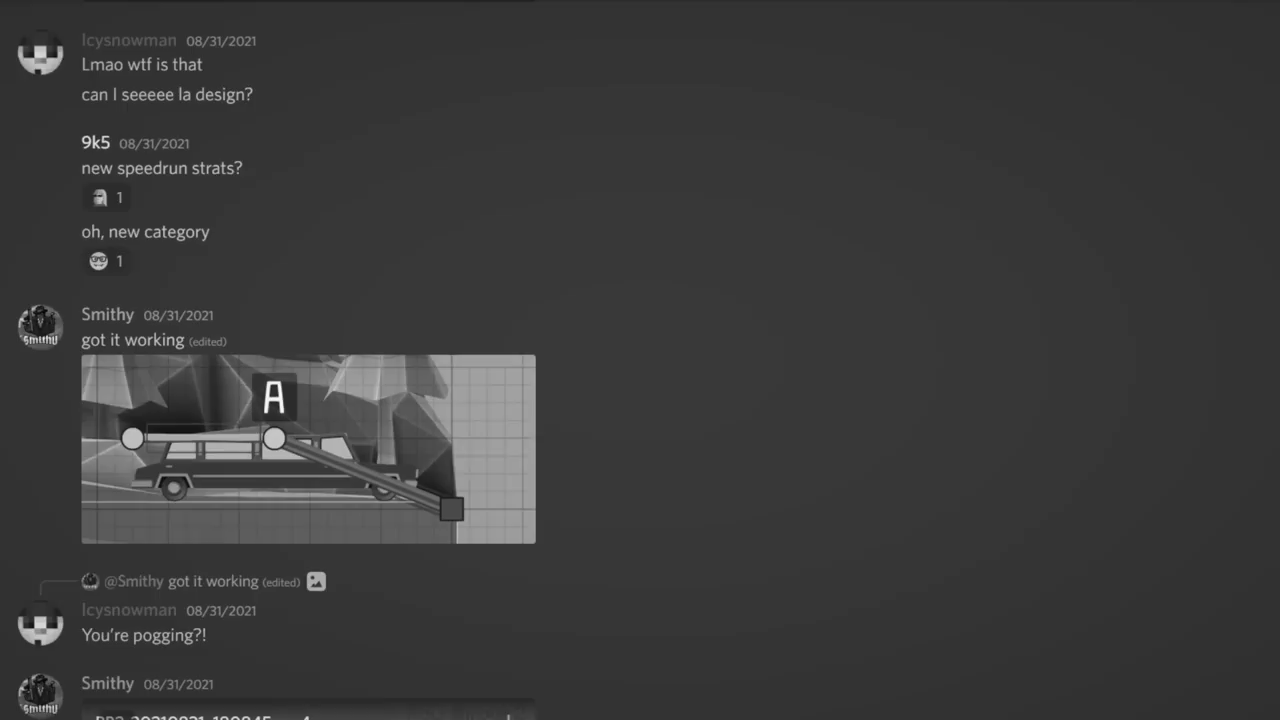 Icysnowman 08/31/2021
Lmao wtf is that
can I seeeee la design?
9k5 08/31/2021
new speedrun strats?
1
oh, new category
1
Smithy 08/31/2021
got it working (edited)
A
@Smithy got it working (edited)
Icysnowman 08/31/2021
You’re pogging?!
Smithy 08/31/2021